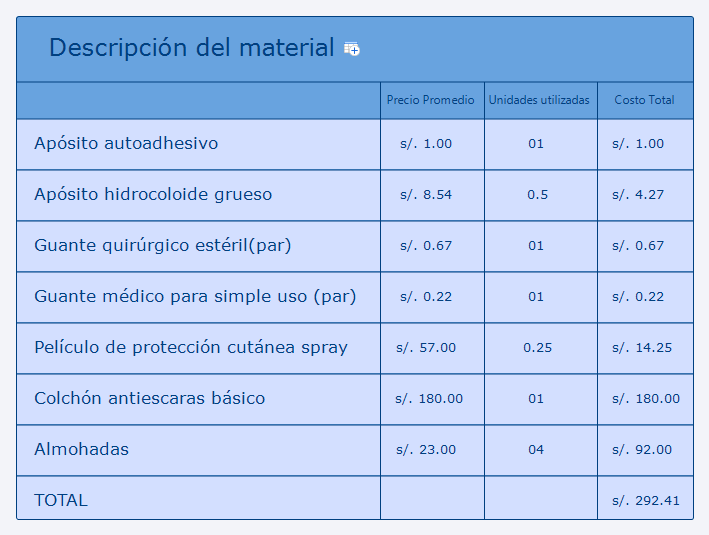 Descripción del material
Precio Promedio Unidades utilizadas Costo Total
Apósito autoadhesivo s/. 1.00 01 s/. 1.00
Apósito hidrocoloide grueso s/. 8.54 0.5 s/. 4.27
Guante quirúrgico estéril(par) s/. 0.67 01 s/. 0.67
Guante médico para simple uso (par) s/. 0.22 01 s/. 0.22
Películo de protección cutánea spray s/. 57.00 0.25 s/. 14.25
Colchón antiescaras básico s/. 180.00 01 s/. 180.00
Almohadas s/. 23.00 04 s/. 92.00
TOTAL s/. 292.41